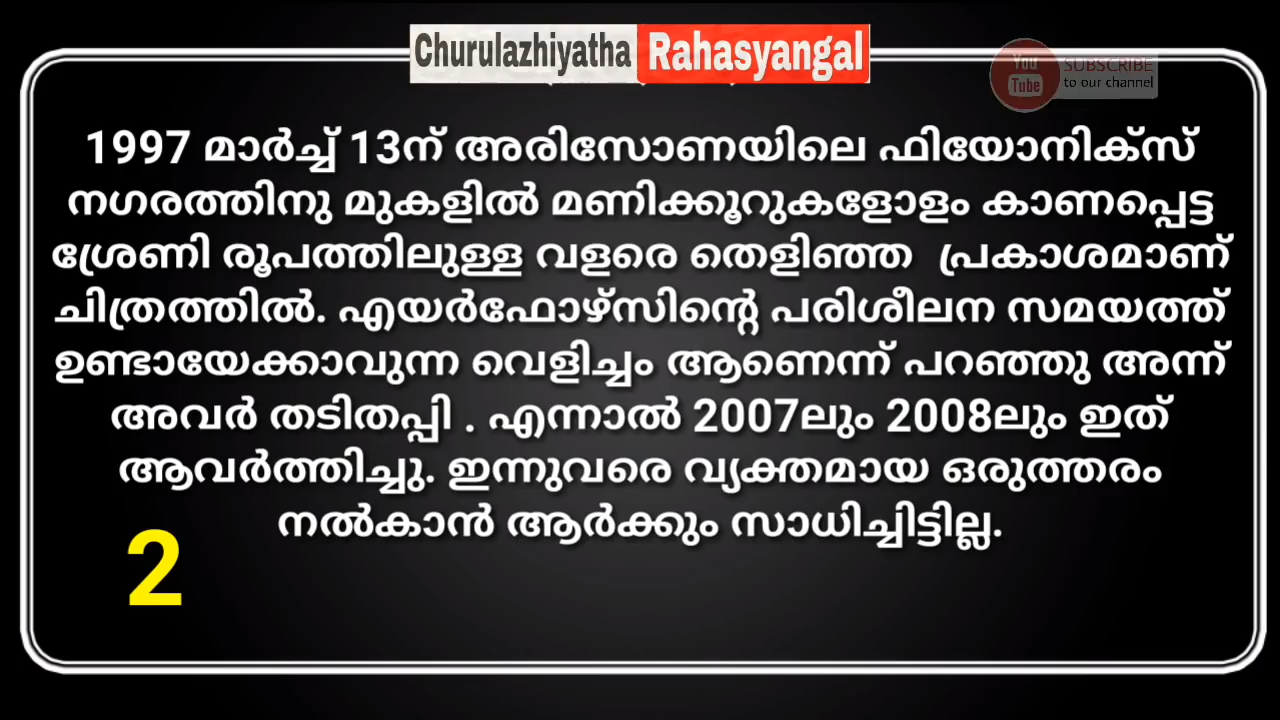 Churulazhiyatha Rahasyangal
You Tube SUBSCRIBE to our channel
1997 മാർച്ച് 13ന് അരിസോണയിലെ ഫിയോനിക്സ്
നഗരത്തിനു മുകളിൽ മണിക്കൂറുകളോളം കാണപ്പെട്ട
ശ്രേണി രൂപത്തിലുള്ള വളരെ തെളിഞ്ഞ പ്രകാശമാണ്
ചിത്രത്തിൽ. എയർഫോഴ്സിന്റെ പരിശീലന സമയത്ത്
ഉണ്ടായേക്കാവുന്ന വെളിച്ചം ആണെന്ന് പറഞ്ഞു അന്ന്
അവർ തടിതപ്പി . എന്നാൽ 2007ലും 2008ലും ഇത്
ആവർത്തിച്ചു. ഇന്നുവരെ വ്യക്തമായ ഒരുത്തരം
നൽകാൻ ആർക്കും സാധിച്ചിട്ടില്ല.
2